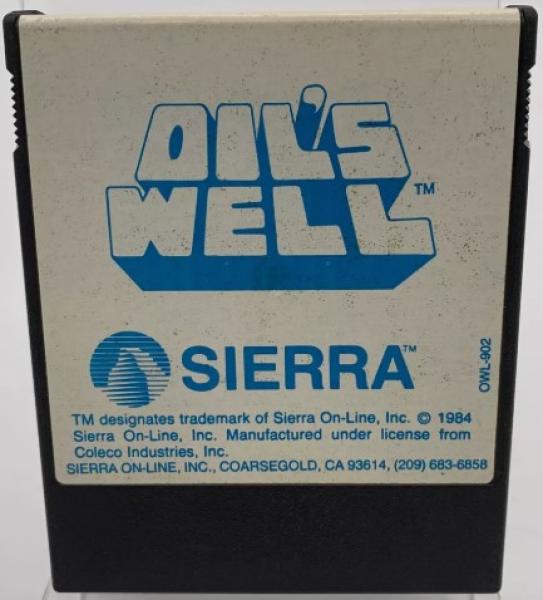 OIL'S
WELL™
SIERRA™
OWL-902
TM designates trademark of Sierra On-Line, Inc. © 1984
Sierra On-Line, Inc. Manufactured under license from
Coleco Industries, Inc.
SIERRA ON-LINE, INC., COARSEGOLD, CA 93614, (209) 683-6858